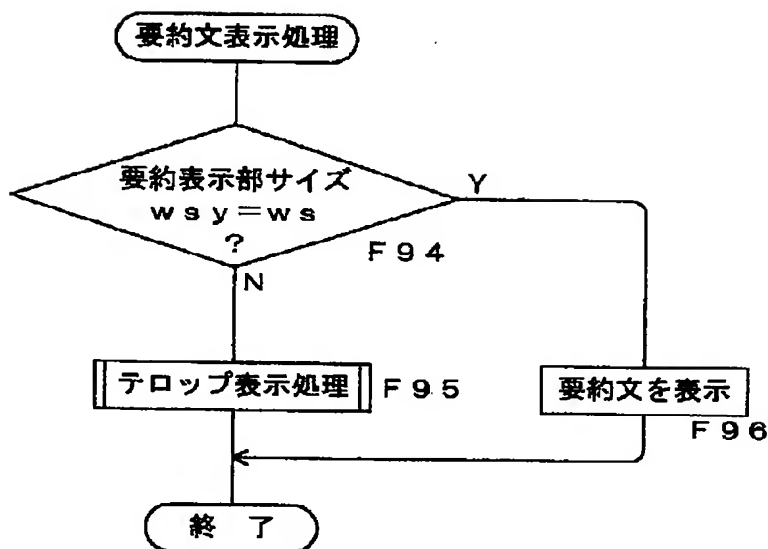 要約文表示処理
要約表示部サイズ
ｗｓｙ＝ｗｓ
？
Ｙ
Ｆ９４
Ｎ
テロップ表示処理
Ｆ９５
要約文を表示
Ｆ９６
終　了